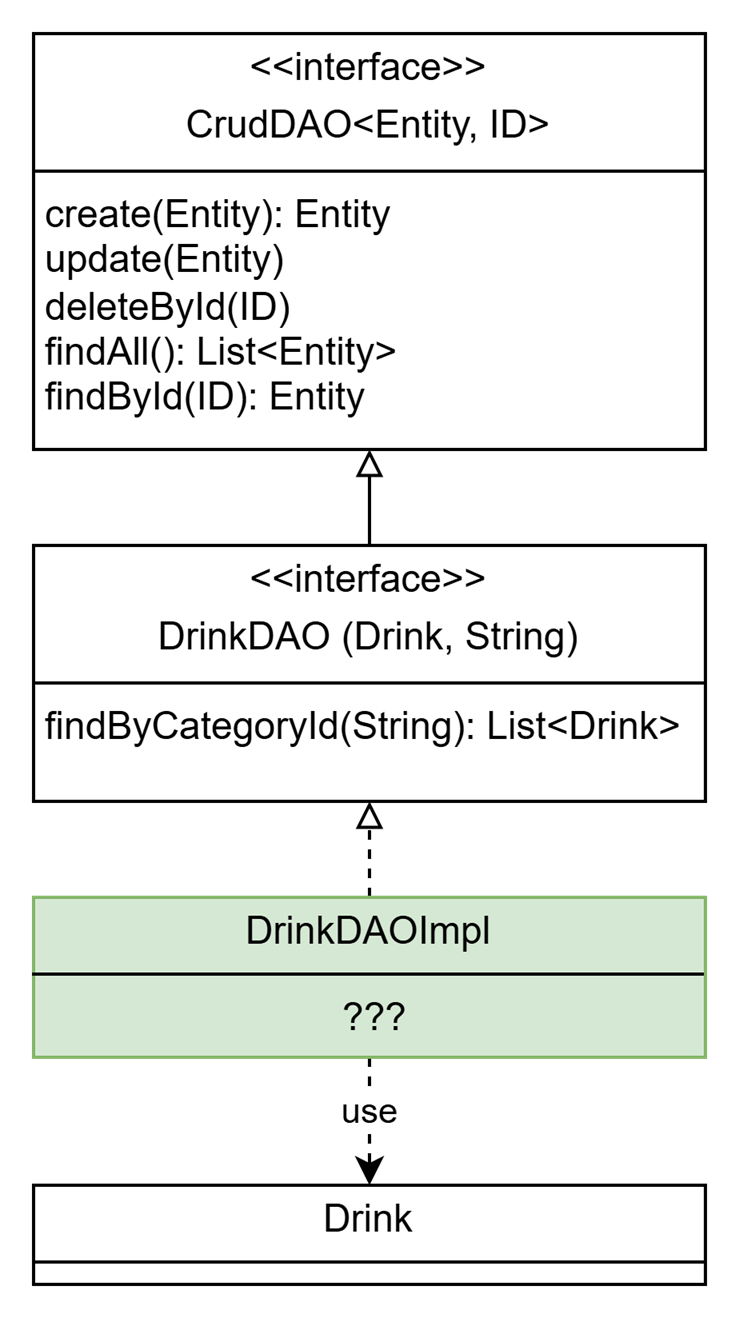 <<interface>>
CrudDAO<Entity, ID>
create(Entity): Entity
update(Entity)
deleteById(ID)
findAll(): List<Entity>
findById(ID): Entity
<<interface>>
DrinkDAO (Drink, String)
findByCategoryId(String): List<Drink>
DrinkDAOImpl
???
use
Drink